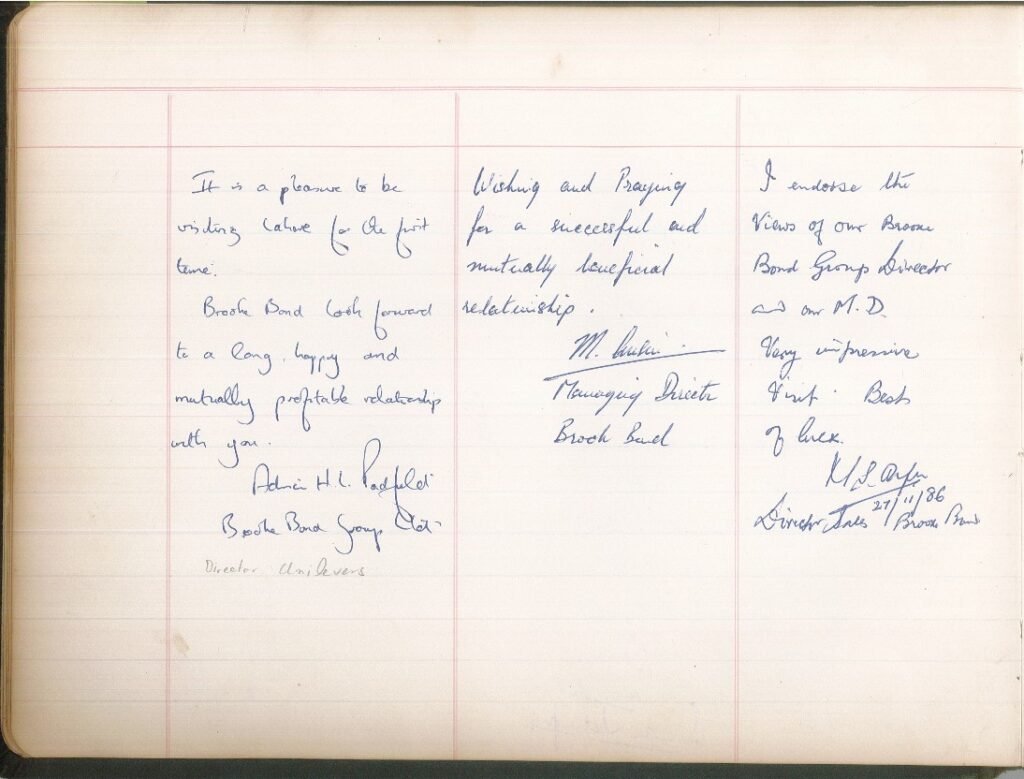 It is a pleasure to be
visiting Lahore for the first
time.
Brooke Bond look forward
to a long, happy and
mutually profitable relationship
with you.
Adrian H. L. Padfield
Brooke Bond Group
Director Unilevers
Wishing and Praying
for a successful and
mutually beneficial
relationship.
M.
Managing Director
Brook Bond
I endorse the
Views of our Brooke
Bond Group Director
and our M.D.
Very impressive
Visit. Best
of luck.
27/11/86
Director, Sales Brooke Bond